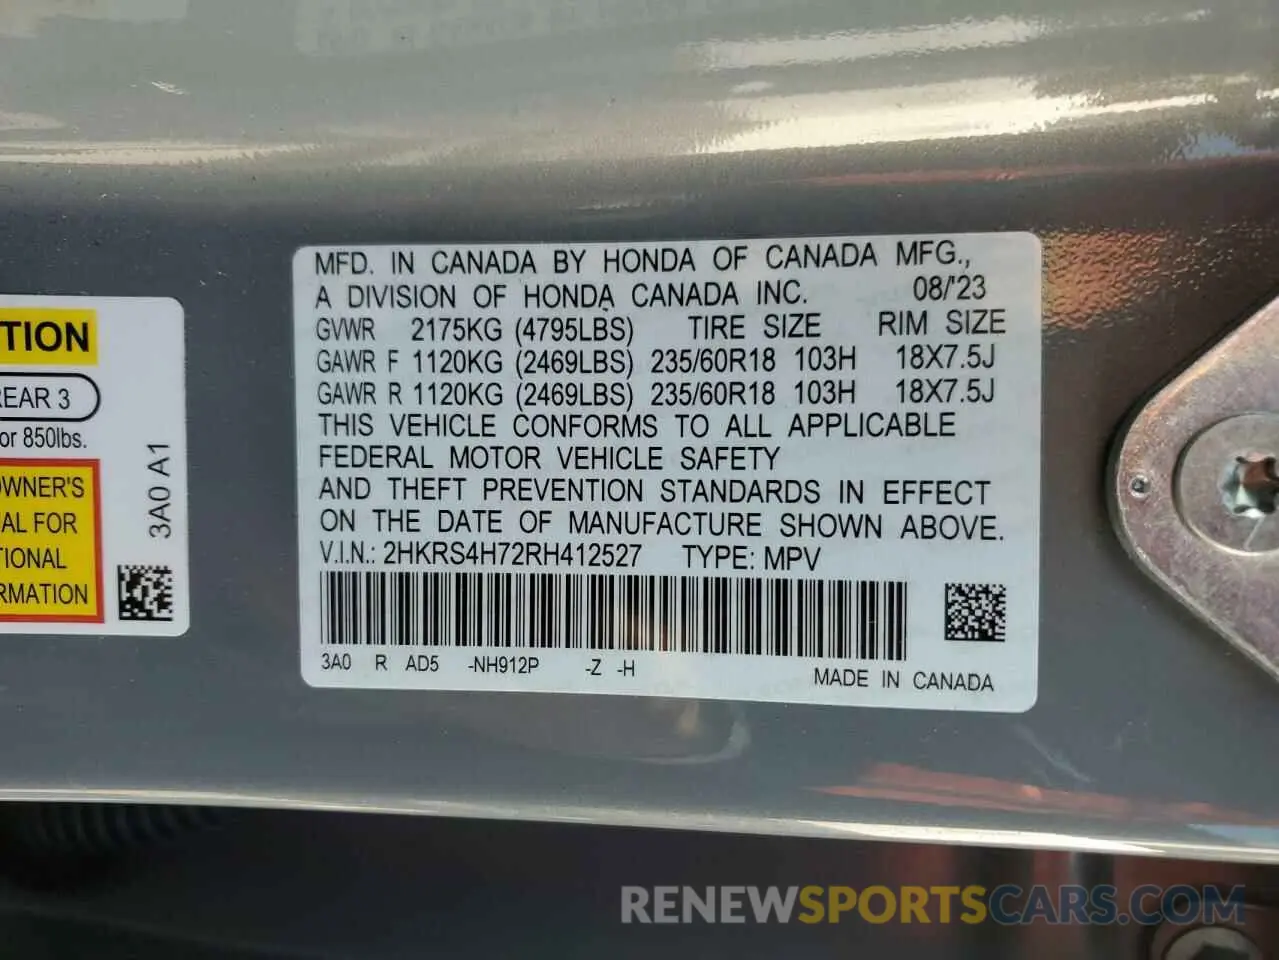 TION
REAR 3
or 850lbs.
OWNER'S
AL FOR
TIONAL
RMATION
3A0 A1
MFD. IN CANADA BY HONDA OF CANADA MFG.,
A DIVISION OF HONDA CANADA INC. 08/'23
GVWR 2175KG (4795LBS) TIRE SIZE RIM SIZE
GAWR F 1120KG (2469LBS) 235/60R18 103H 18X7.5J
GAWR R 1120KG (2469LBS) 235/60R18 103H 18X7.5J
THIS VEHICLE CONFORMS TO ALL APPLICABLE
FEDERAL MOTOR VEHICLE SAFETY
AND THEFT PREVENTION STANDARDS IN EFFECT
ON THE DATE OF MANUFACTURE SHOWN ABOVE.
V.I.N.: 2HKRS4H72RH412527 TYPE: MPV
3A0 R AD5 -NH912P -Z -H
MADE IN CANADA
RENEWSPORTSCARS.COM